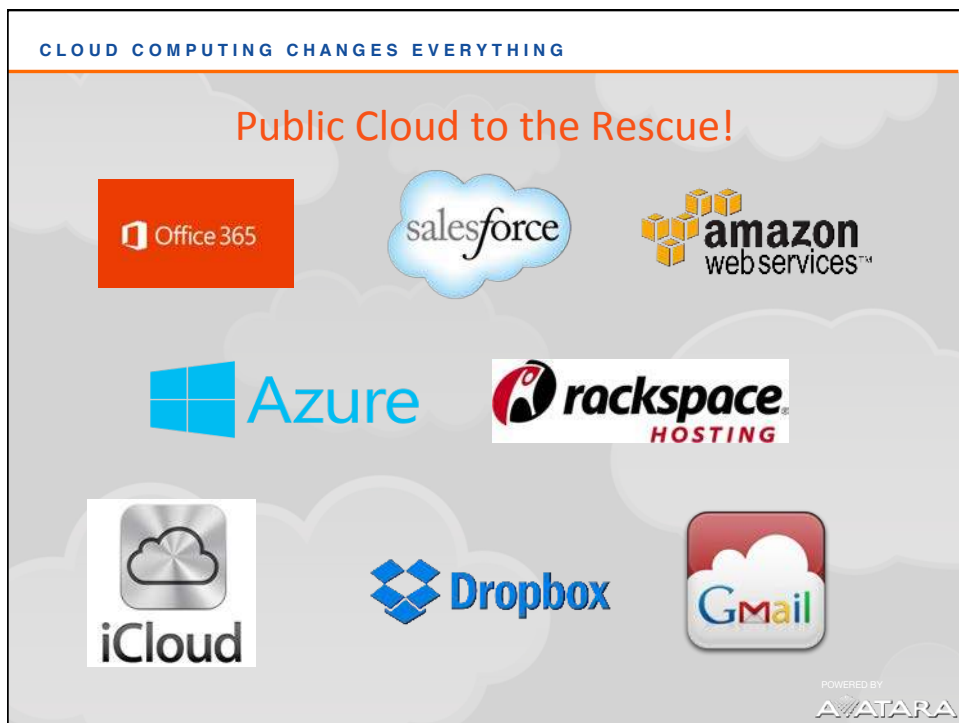 CLOUD COMPUTING CHANGES EVERYTHING
Public Cloud to the Rescue!
Office 365
salesforce
amazon
webservices™
Azure
rackspace®
HOSTING
iCloud
Dropbox
Gmail
POWERED BY
AVATARA